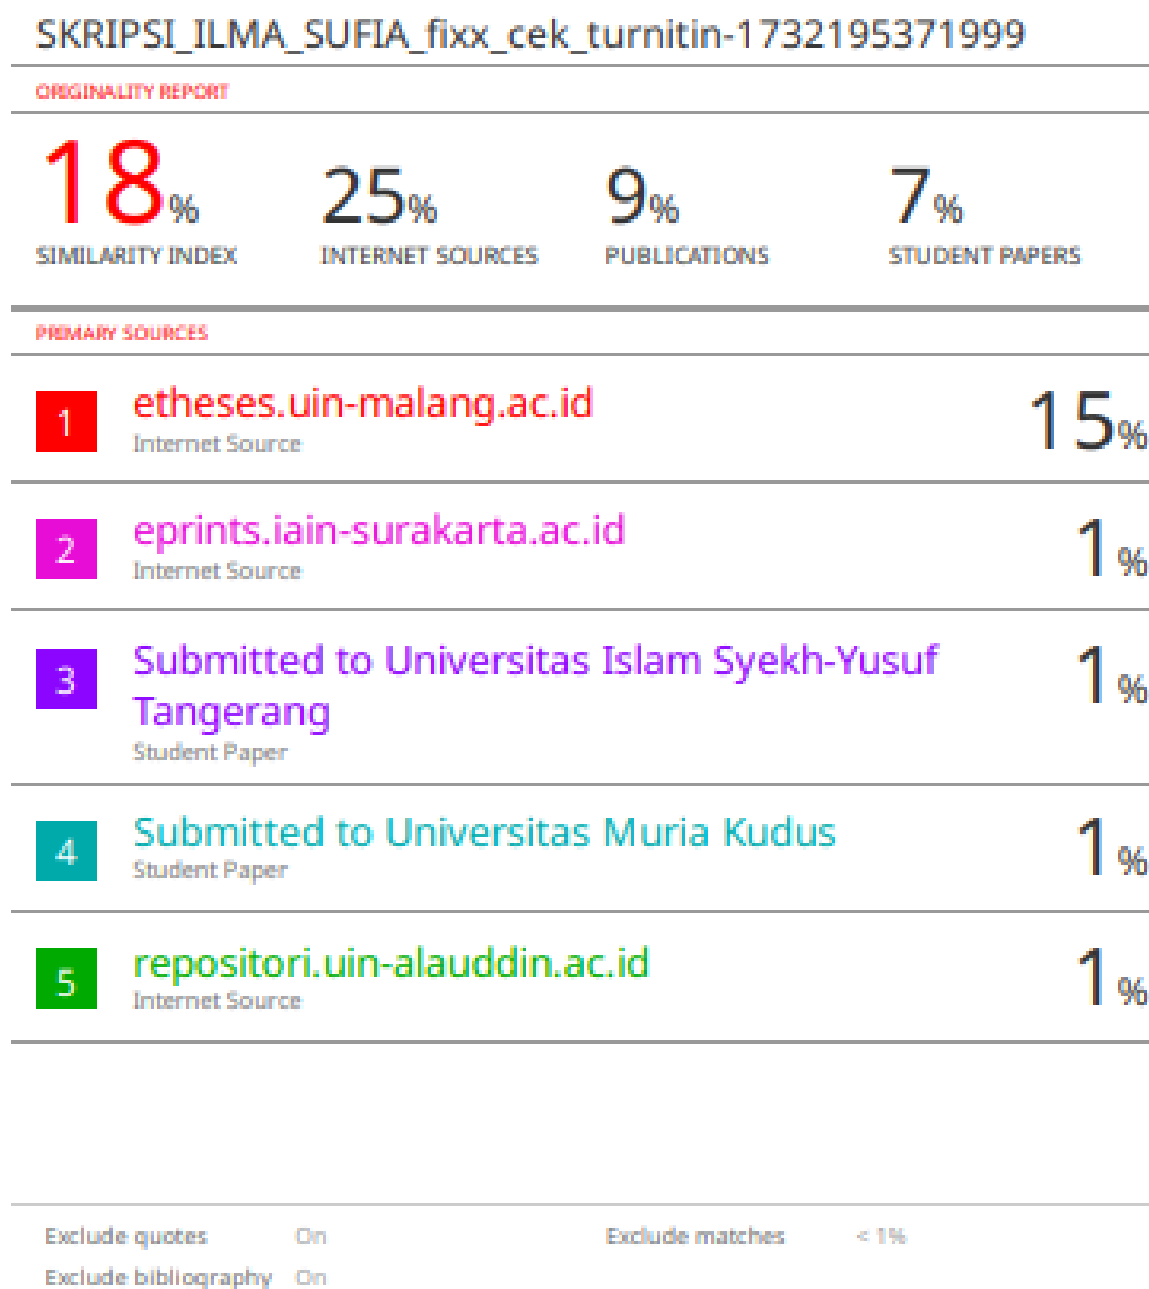 SKRIPSI_ILMA_SUFIA_fixx_cek_turnitin-1732195371999
ORIGINALITY REPORT
18% 25% 9% 7%
SIMILARITY INDEX INTERNET SOURCES PUBLICATIONS STUDENT PAPERS
PRIMARY SOURCES
1 etheses.uin-malang.ac.id 15%
Internet Source
2 eprints.iain-surakarta.ac.id 1%
Internet Source
3 Submitted to Universitas Islam Syekh-Yusuf 1%
Tangerang
Student Paper
4 Submitted to Universitas Muria Kudus 1%
Student Paper
5 repositori.uin-alauddin.ac.id 1%
Internet Source
Exclude quotes On Exclude matches < 1%
Exclude bibliography On